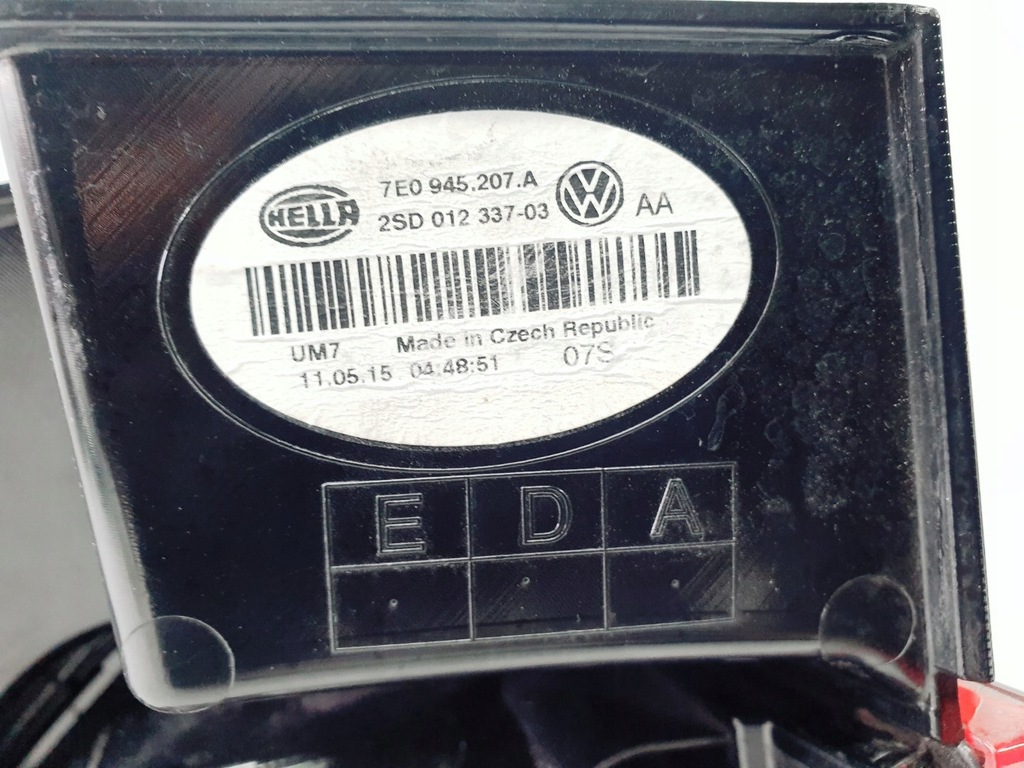 HELLA 7E0 945.207.A
2SD 012 337-03 VW AA
UM7 Made in Czech Republic
11.05.15 04:48:51 07S
E D A